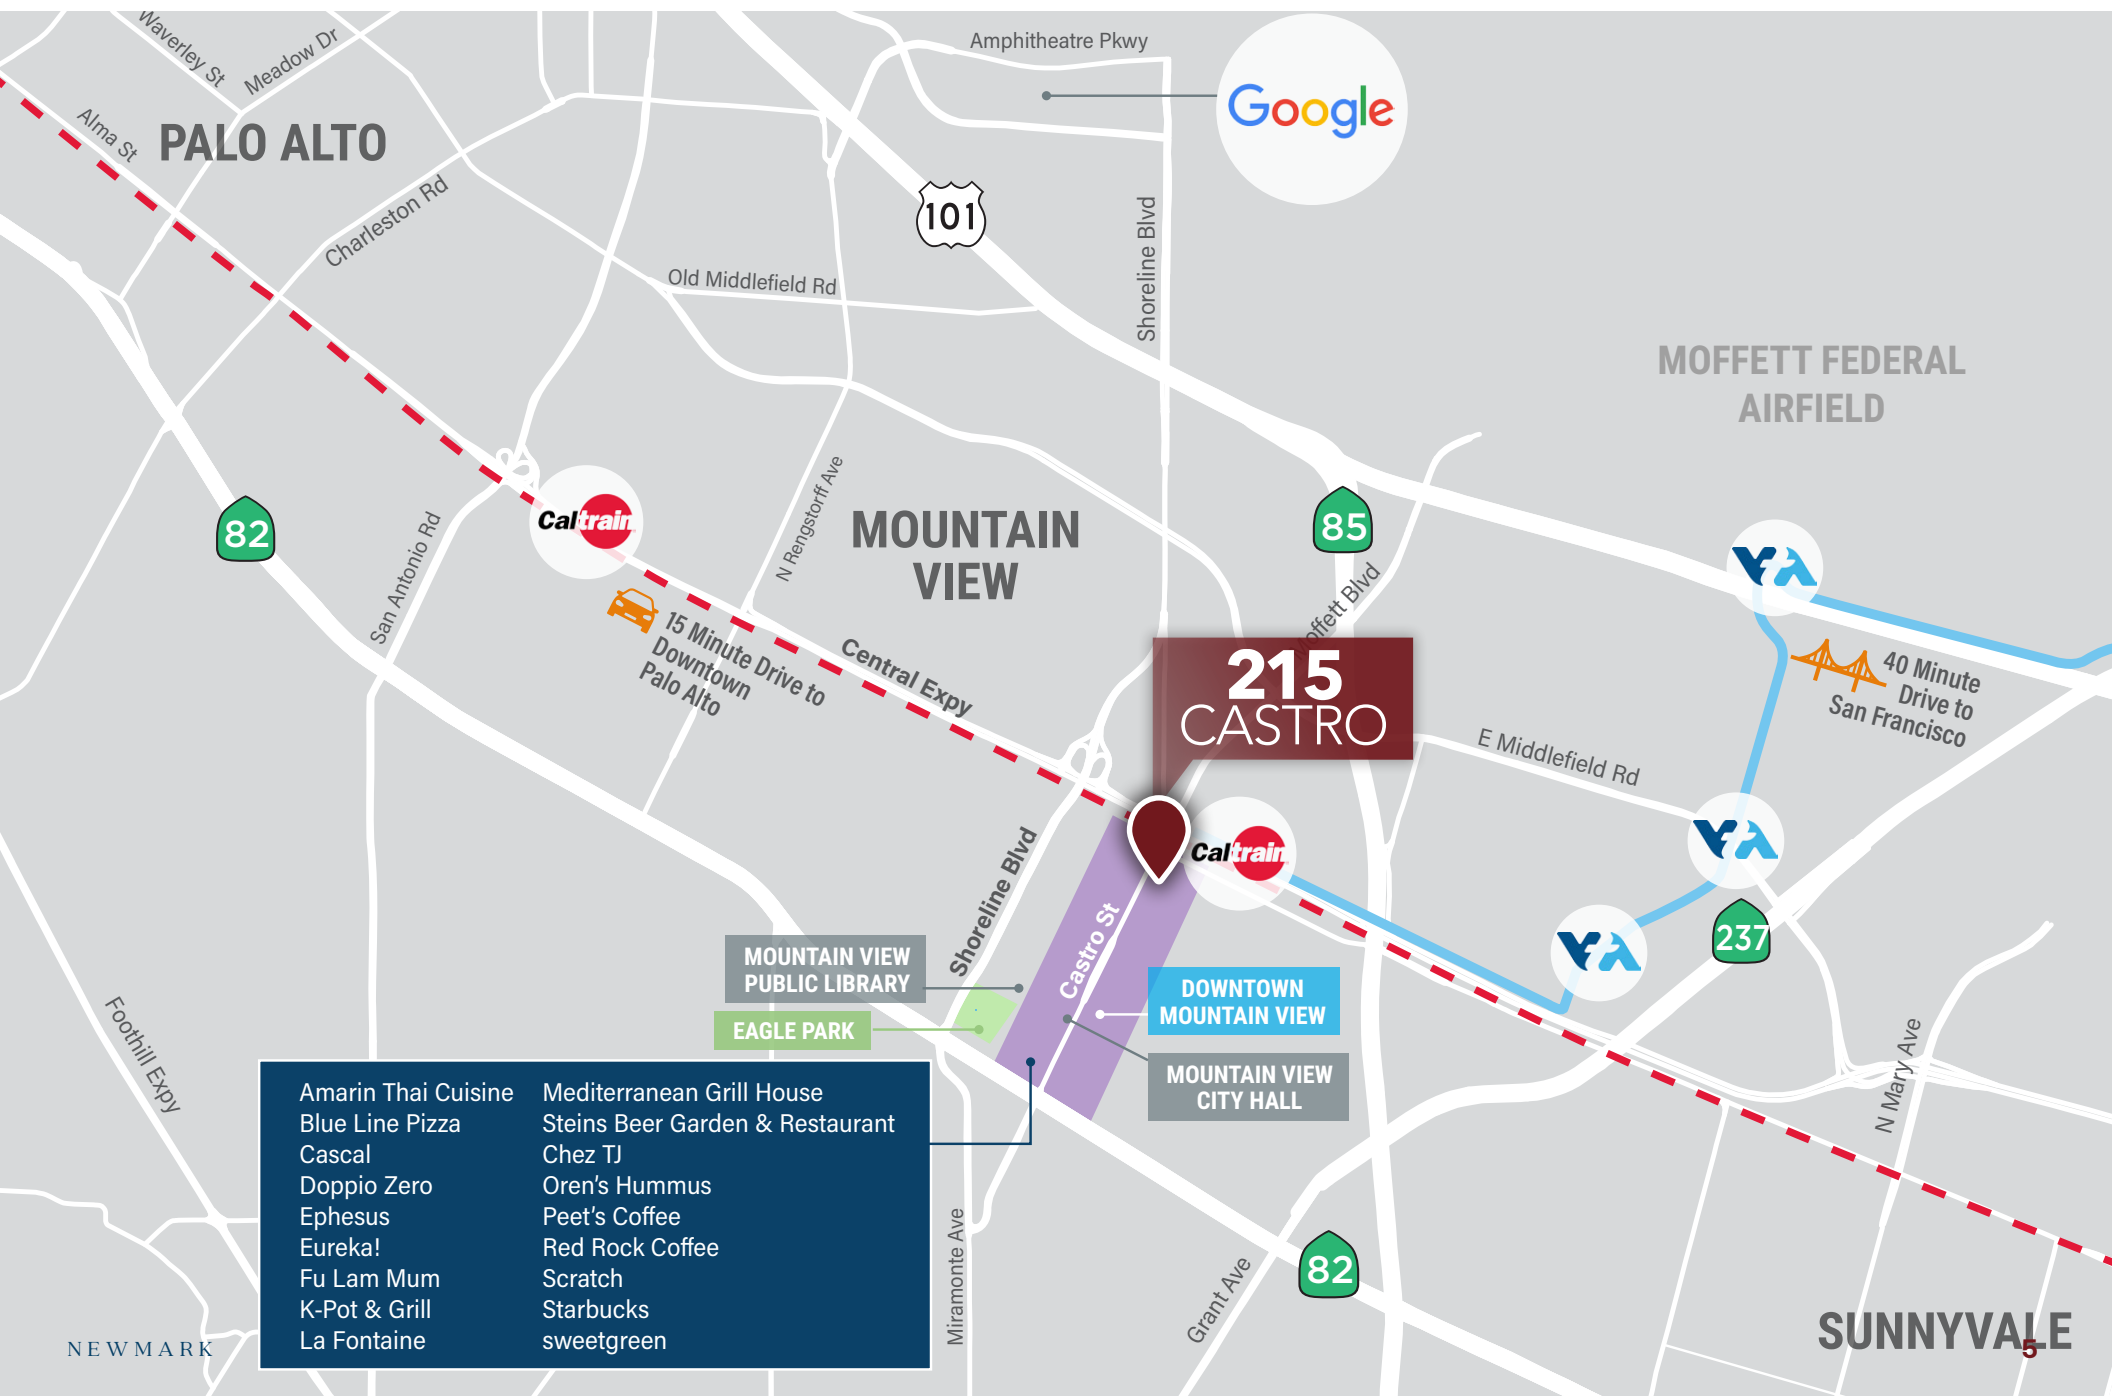 Waverley St
Meadow Dr
Amphitheatre Pkwy
Google
Alma St
PALO ALTO
Charleston Rd
101
Shoreline Blvd
Old Middlefield Rd
MOFFETT FEDERAL
AIRFIELD
82
San Antonio Rd
Caltrain
N Rengstorff Ave
MOUNTAIN
VIEW
85
Moffett Blvd
VTA
15 Minute Drive to
Downtown
Palo Alto
Central Expy
215
CASTRO
40 Minute
Drive to
San Francisco
E Middlefield Rd
Caltrain
VTA
Shoreline Blvd
Castro St
VTA
237
MOUNTAIN VIEW
PUBLIC LIBRARY
EAGLE PARK
DOWNTOWN
MOUNTAIN VIEW
MOUNTAIN VIEW
CITY HALL
Foothill Expy
N Mary Ave
Amarin Thai Cuisine
Blue Line Pizza
Cascal
Doppio Zero
Ephesus
Eureka!
Fu Lam Mum
K-Pot & Grill
La Fontaine
Mediterranean Grill House
Steins Beer Garden & Restaurant
Chez TJ
Oren's Hummus
Peet's Coffee
Red Rock Coffee
Scratch
Starbucks
sweetgreen
Miramonte Ave
Grant Ave
82
SUNNYVALE
NEWMARK
5